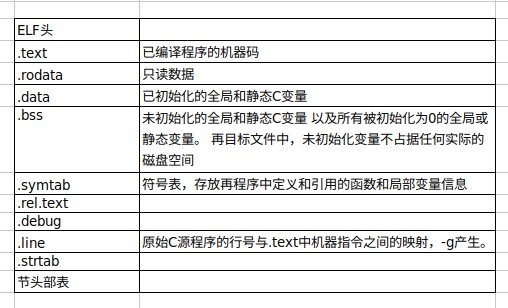 ELF头
.text 已编译程序的机器码
.rodata 只读数据
.data 已初始化的全局和静态C变量
.bss 未初始化的全局和静态C变量 以及所有被初始化为0的全局或
静态变量。 再目标文件中，未初始化变量不占据任何实际的
磁盘空间
.symtab 符号表，存放再程序中定义和引用的函数和局部变量信息
.rel.text
.debug
.line 原始C源程序的行号与.text中机器指令之间的映射，-g产生。
.strtab
节头部表